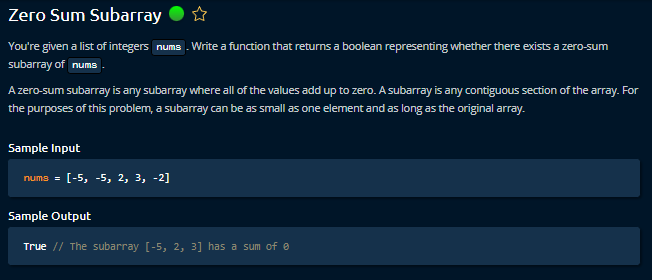 Zero Sum Subarray
You're given a list of integers nums. Write a function that returns a boolean representing whether there exists a zero-sum
subarray of nums.
A zero-sum subarray is any subarray where all of the values add up to zero. A subarray is any contiguous section of the array. For
the purposes of this problem, a subarray can be as small as one element and as long as the original array.
Sample Input
nums = [-5, -5, 2, 3, -2]
Sample Output
True // The subarray [-5, 2, 3] has a sum of 0